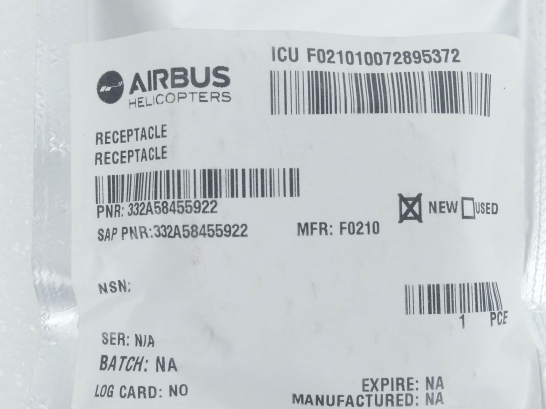 ICU F021010072895372
AIRBUS
HELICOPTERS
RECEPTACLE
RECEPTACLE
PNR: 332A58455922
NEW USED
SAP PNR:332A58455922 MFR: F0210
NSN:
1 PCE
SER: N/A
BATCH: NA
LOG CARD: NO
EXPIRE: NA
MANUFACTURED: NA